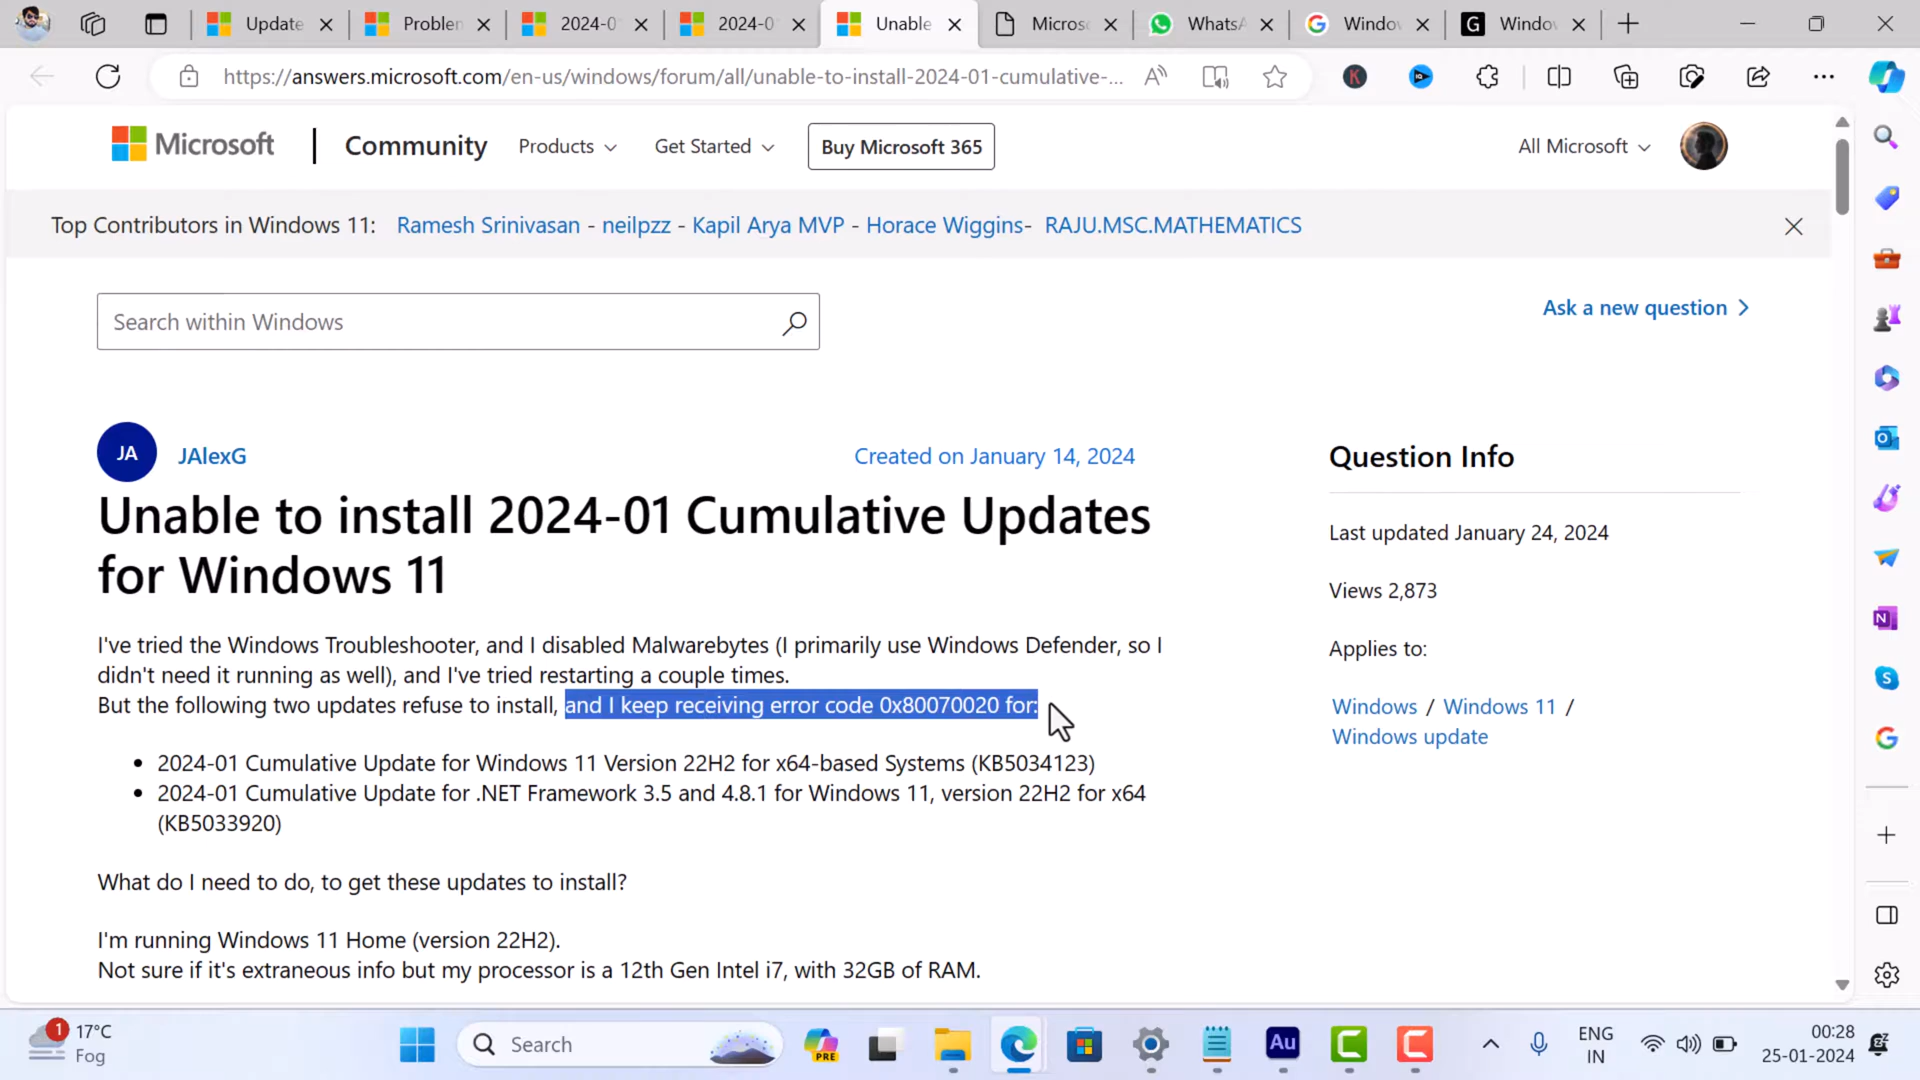 Update
Problem
2024-0
2024-0
Unable
Micros
WhatsA
Windo
Windo
https://answers.microsoft.com/en-us/windows/forum/all/unable-to-install-2024-01-cumulative-...
Microsoft
Community
Products
Get Started
Buy Microsoft 365
All Microsoft
Top Contributors in Windows 11: Ramesh Srinivasan - neilpzz - Kapil Arya MVP - Horace Wiggins- RAJU.MSC.MATHEMATICS
Search within Windows
Ask a new question
JA
JAlexG
Created on January 14, 2024
Unable to install 2024-01 Cumulative Updates
for Windows 11
I've tried the Windows Troubleshooter, and I disabled Malwarebytes (I primarily use Windows Defender, so I
didn't need it running as well), and I've tried restarting a couple times.
But the following two updates refuse to install, and I keep receiving error code 0x80070020 for:
• 2024-01 Cumulative Update for Windows 11 Version 22H2 for x64-based Systems (KB5034123)
• 2024-01 Cumulative Update for .NET Framework 3.5 and 4.8.1 for Windows 11, version 22H2 for x64
(KB5033920)
What do I need to do, to get these updates to install?
I'm running Windows 11 Home (version 22H2).
Not sure if it's extraneous info but my processor is a 12th Gen Intel i7, with 32GB of RAM.
Question Info
Last updated January 24, 2024
Views 2,873
Applies to:
Windows / Windows 11 /
Windows update
1
17°C
Fog
Search
PRE
Au
ENG
IN
00:28
25-01-2024